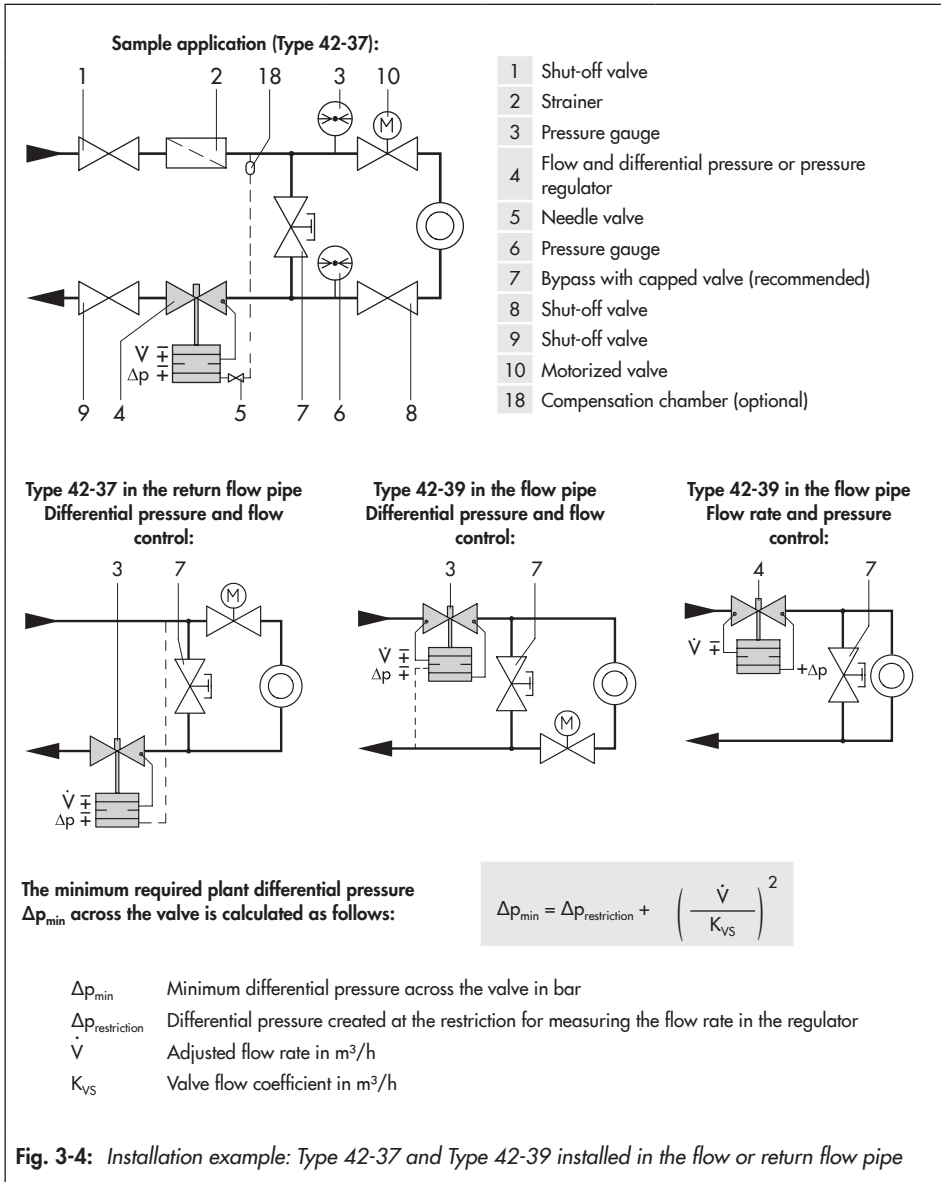 Sample application (Type 42-37):
1 2 18 3 10
M
V̇ ∓
Δp ∓
9 4 5 7 6 8
1 Shut-off valve
2 Strainer
3 Pressure gauge
4 Flow and differential pressure or pressure
regulator
5 Needle valve
6 Pressure gauge
7 Bypass with capped valve (recommended)
8 Shut-off valve
9 Shut-off valve
10 Motorized valve
18 Compensation chamber (optional)
Type 42-37 in the return flow pipe
Differential pressure and flow
control:
3 7
M
V̇ ∓
Δp ∓
Type 42-39 in the flow pipe
Differential pressure and flow
control:
3 7
V̇ ∓
Δp ∓
M
Type 42-39 in the flow pipe
Flow rate and pressure
control:
4 7
V̇ ∓
+Δp
The minimum required plant differential pressure
Δpmin across the valve is calculated as follows:
Δpmin = Δprestriction + ( V̇ / KVS )²
Δpmin Minimum differential pressure across the valve in bar
Δprestriction Differential pressure created at the restriction for measuring the flow rate in the regulator
V̇ Adjusted flow rate in m³/h
KVS Valve flow coefficient in m³/h
Fig. 3-4: Installation example: Type 42-37 and Type 42-39 installed in the flow or return flow pipe